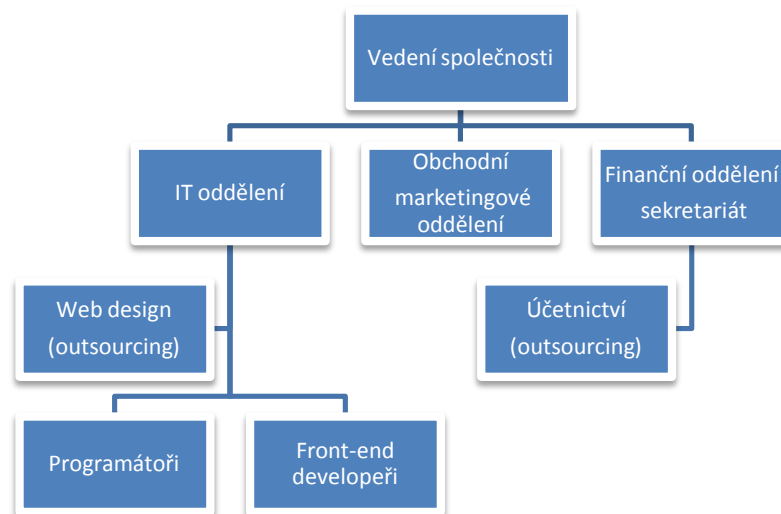 Vedení společnosti
IT oddělení
Obchodní
marketingové
oddělení
Finanční oddělení
sekretariát
Web design
(outsourcing)
Účetnictví
(outsourcing)
Programátoři
Front-end
developeři